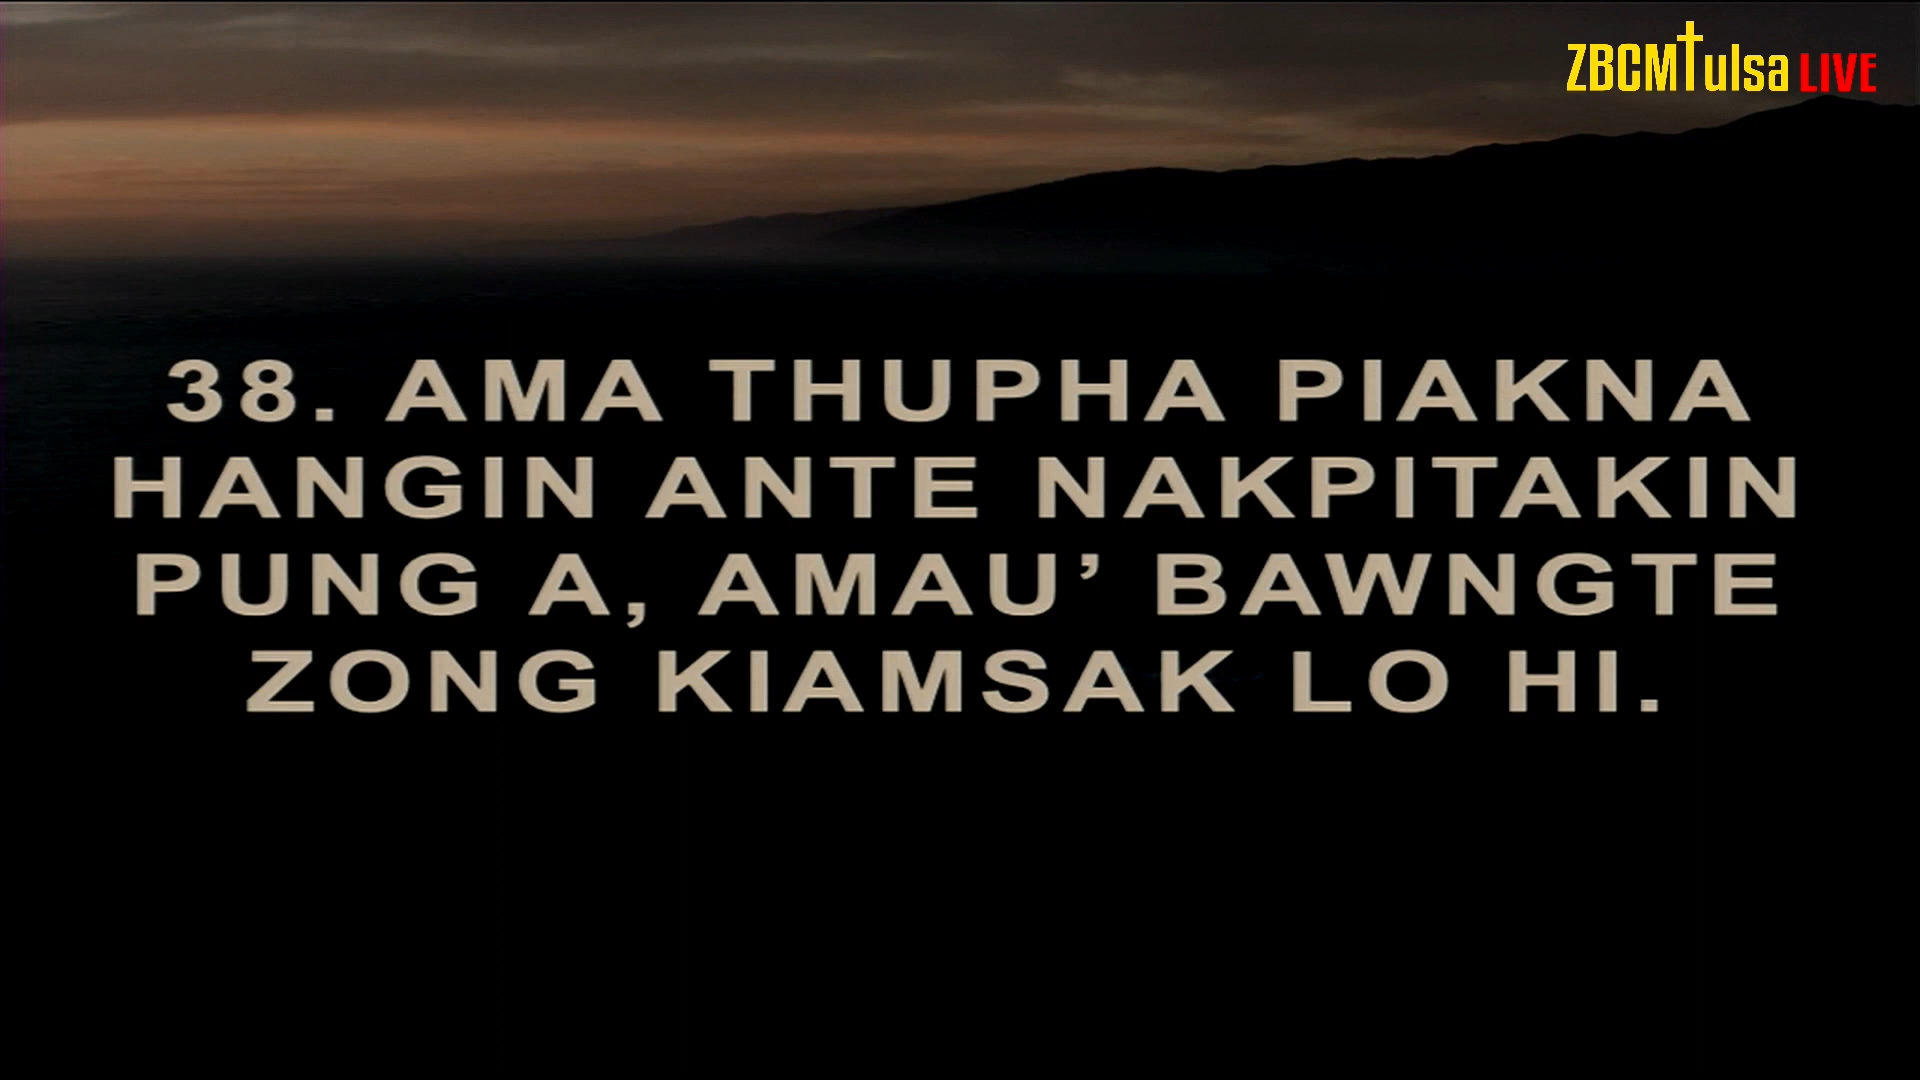 ZBCMTulsa LIVE
38. AMA THUPHA PIAKNA
HANGIN ANTE NAKPITAKIN
PUNG A, AMAU’ BAWNGTE
ZONG KIAMSAK LO HI.